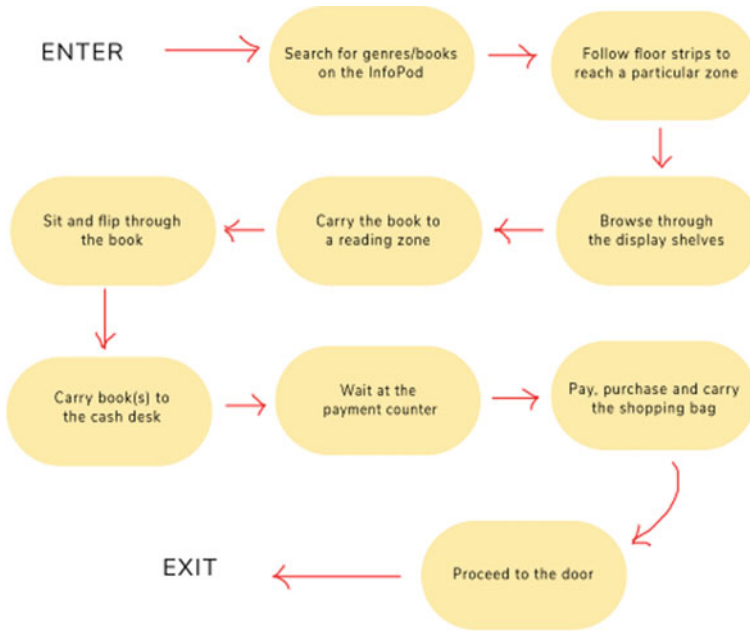 ENTER
Search for genres/books
on the InfoPod
Follow floor strips to
reach a particular zone
Browse through
the display shelves
Carry the book to
a reading zone
Sit and flip through
the book
Carry book(s) to
the cash desk
Wait at the
payment counter
Pay, purchase and carry
the shopping bag
Proceed to the door
EXIT